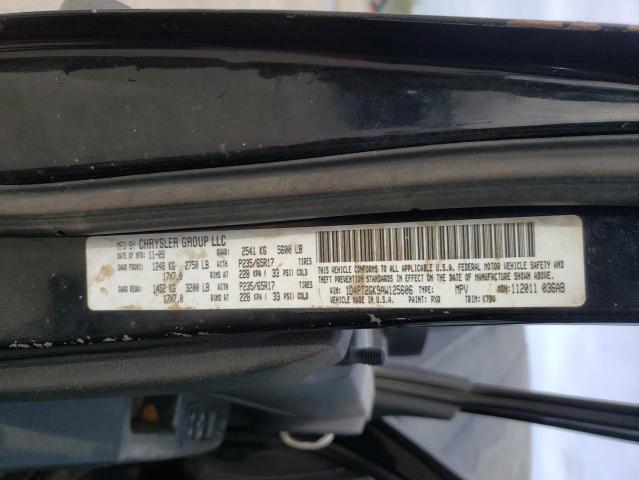 MFD BY CHRYSLER GROUP LLC
DATE OF MFR: 11-09 GVWR: 2541 KG 5600 LB
GAWR FRONT: 1248 KG 2750 LB WITH P235/65R17 TIRES
17X7.0 RIMS AT 228 KPA ( 33 PSI) COLD
GAWR REAR: 1452 KG 3200 LB WITH P235/65R17 TIRES
17X7.0 RIMS AT 228 KPA ( 33 PSI) COLD
THIS VEHICLE CONFORMS TO ALL APPLICABLE U.S.A. FEDERAL MOTOR VEHICLE SAFETY AND
THEFT PREVENTION STANDARDS IN EFFECT ON THE DATE OF MANUFACTURE SHOWN ABOVE.
VIN: 1D4PT2GK9AW125606 TYPE: MPV MDH: 112011 036AB
VEHICLE MADE IN U.S.A. PAINT: PXR TRIM: K7DV